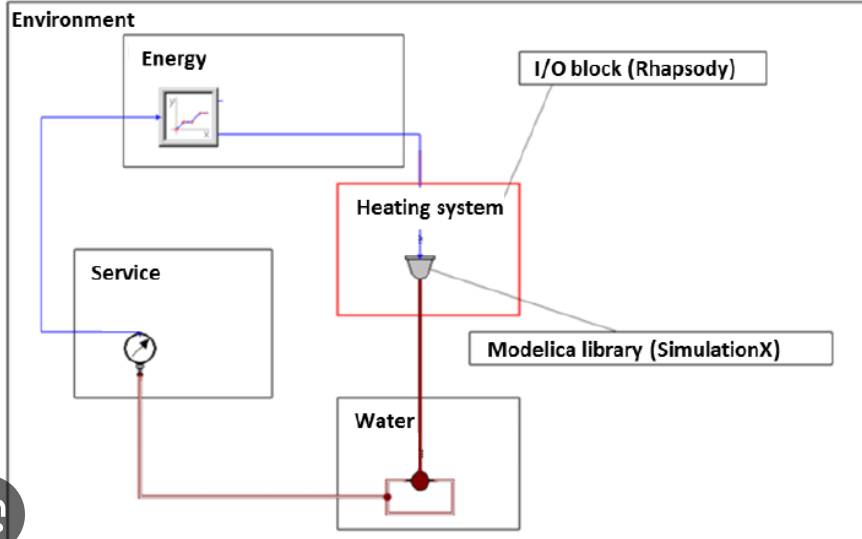 Environment
Energy
I/O block (Rhapsody)
y
x
Heating system
Service
Modelica library (SimulationX)
Water